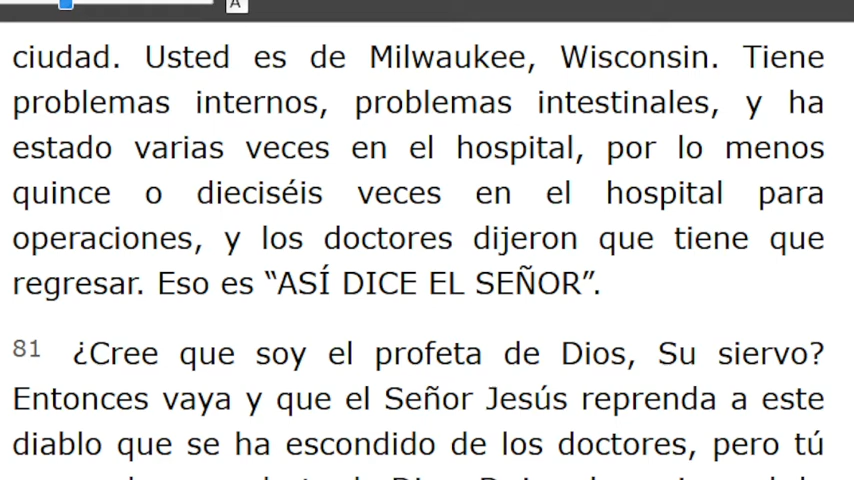 A
ciudad. Usted es de Milwaukee, Wisconsin. Tiene
problemas internos, problemas intestinales, y ha
estado varias veces en el hospital, por lo menos
quince o dieciséis veces en el hospital para
operaciones, y los doctores dijeron que tiene que
regresar. Eso es “ASÍ DICE EL SEÑOR”.
81 ¿Cree que soy el profeta de Dios, Su siervo?
Entonces vaya y que el Señor Jesús reprenda a este
diablo que se ha escondido de los doctores, pero tú